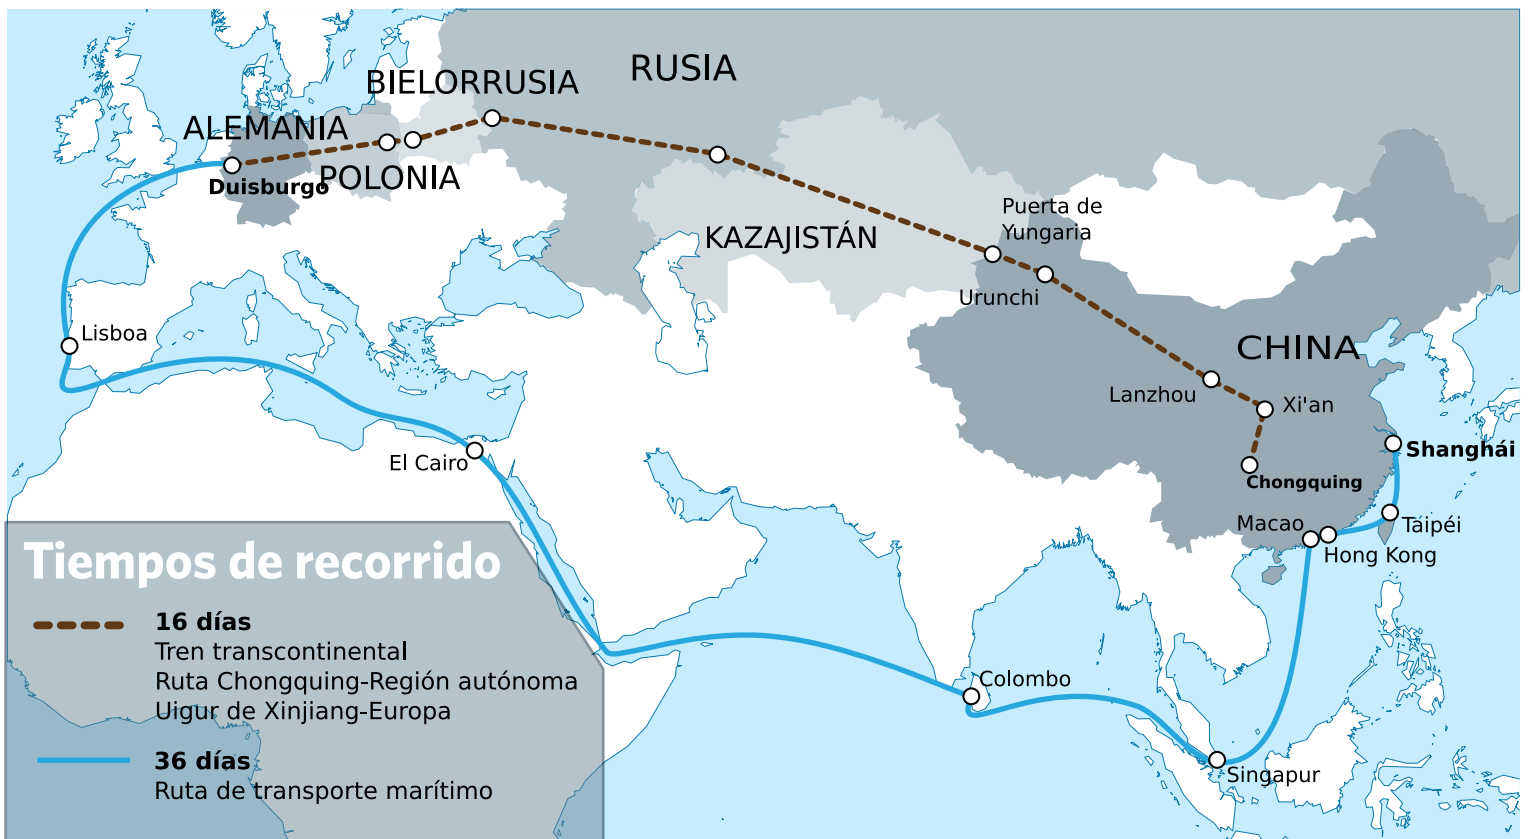 RUSIA
BIELORRUSIA
ALEMANIA
POLONIA
Duisburgo
Puerta de
Yungaria
KAZAJISTÁN
Urunchi
Lisboa
CHINA
Lanzhou
Xi'an
El Cairo
Shanghái
Chongquing
Macao
Taipéi
Hong Kong
Colombo
Singapur
Tiempos de recorrido
16 días
Tren transcontinental
Ruta Chongquing-Región autónoma
Uigur de Xinjiang-Europa
36 días
Ruta de transporte marítimo